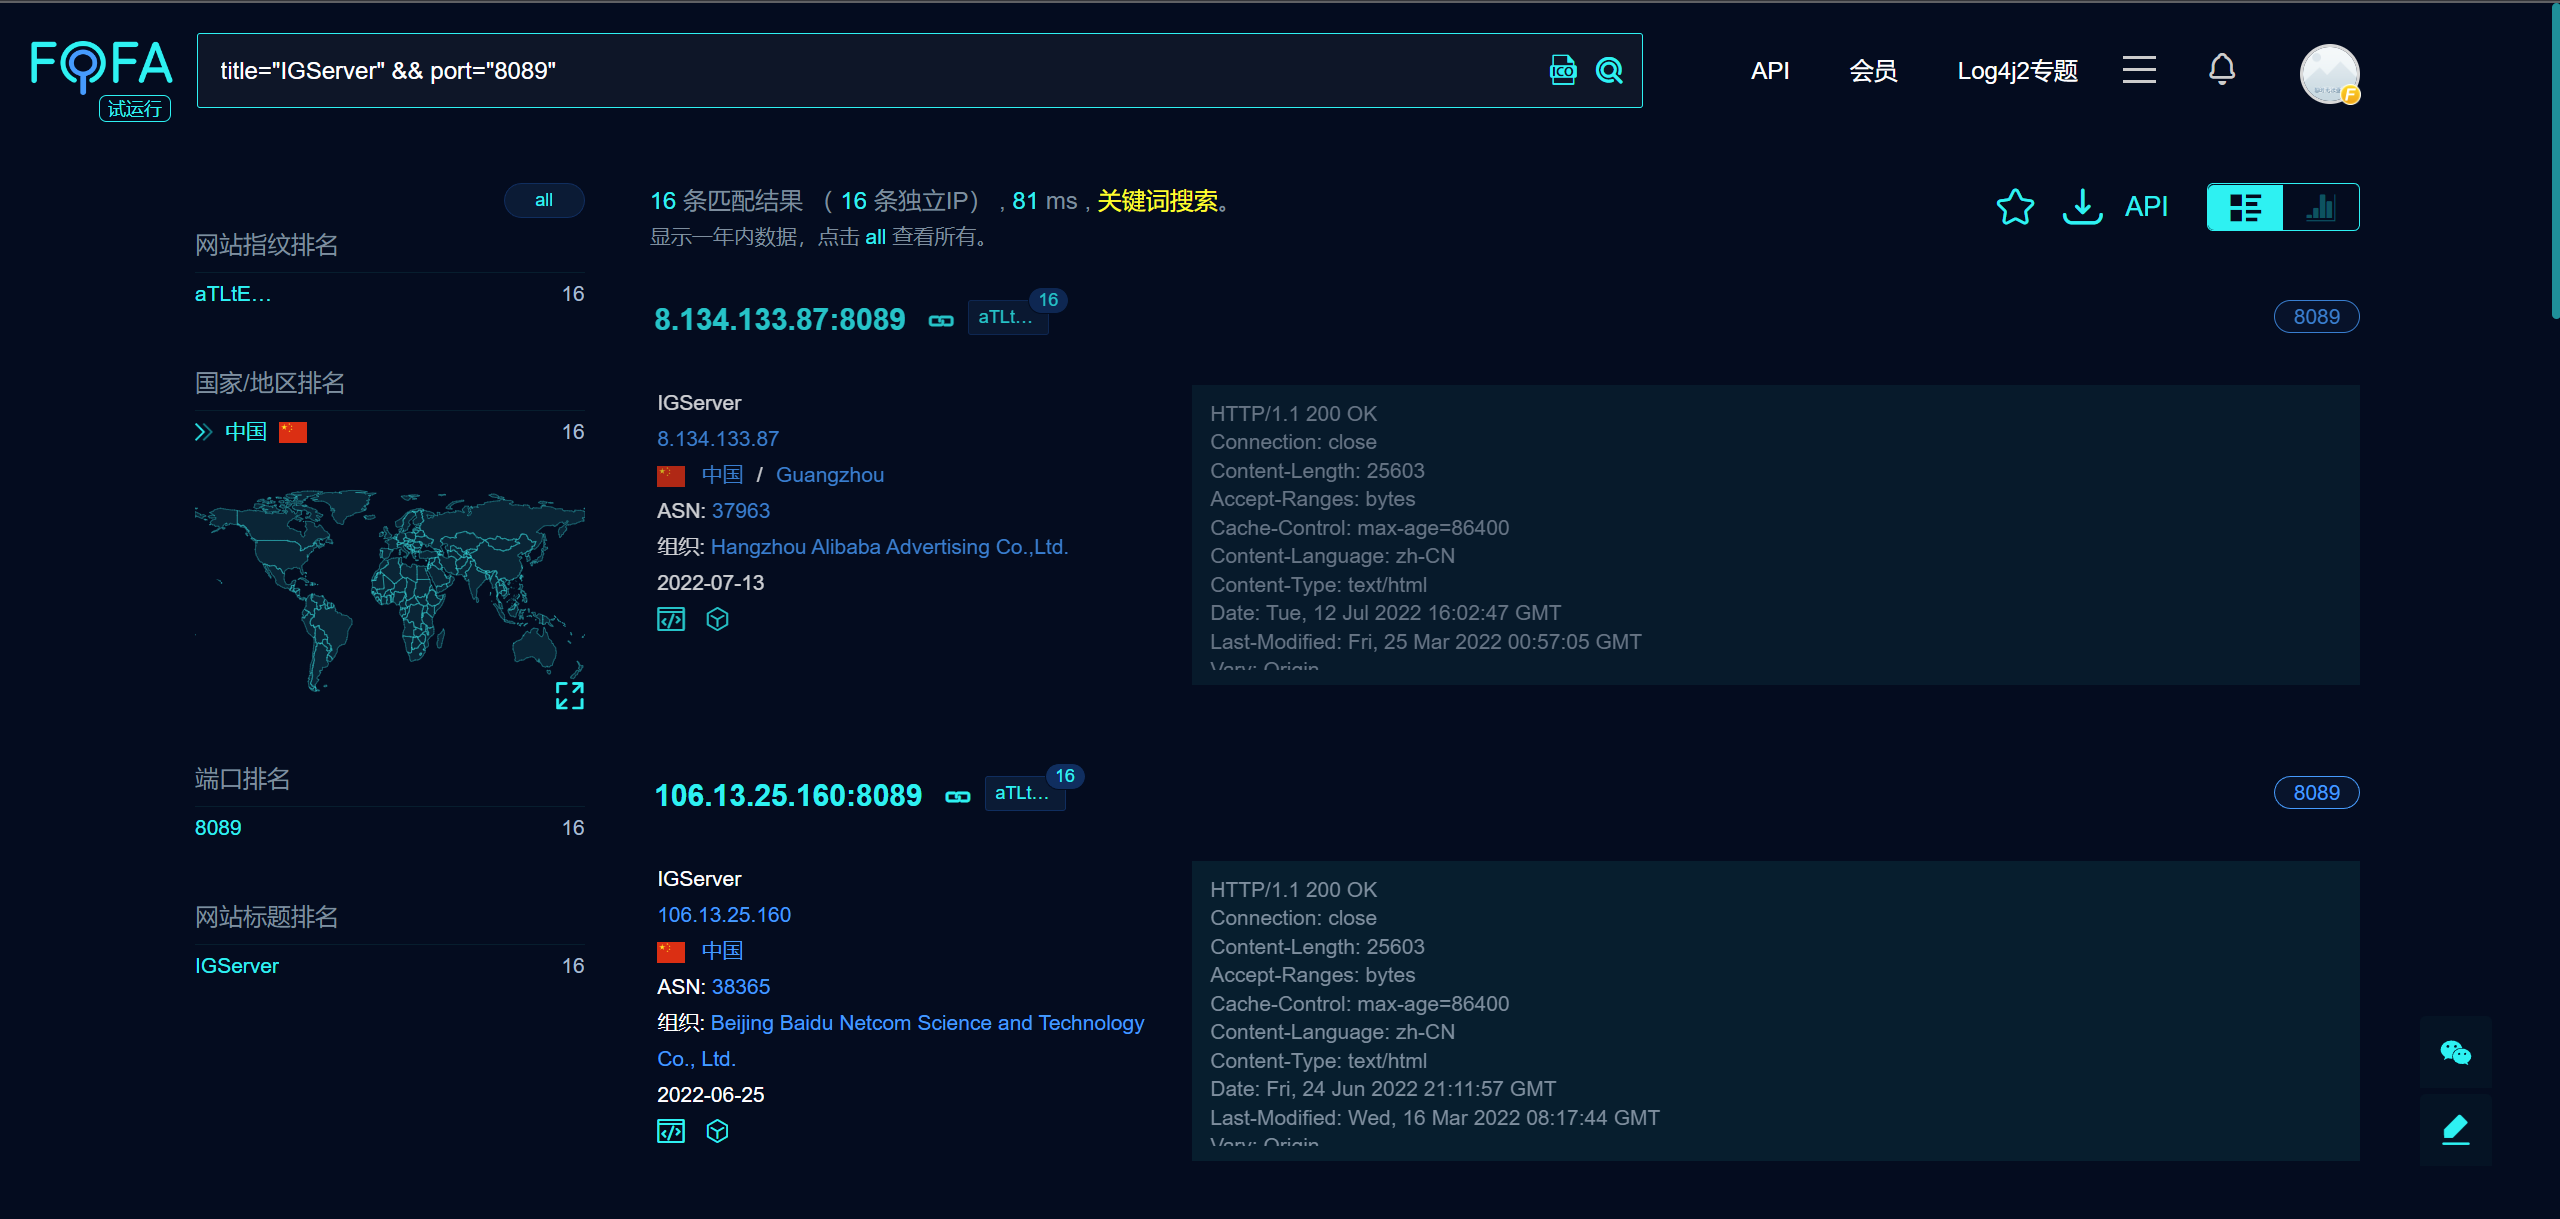 FOFA
试运行
title="IGServer" && port="8089"
ICO
API
会员
Log4j2专题
F
all
网站指纹排名
aTLtE... 16
国家/地区排名
中国 16
端口排名
8089 16
网站标题排名
IGServer 16
16 条匹配结果 （ 16 条独立IP） , 81 ms , 关键词搜索。
显示一年内数据，点击 all 查看所有。
API
8.134.133.87:8089 aTLt... 16
8089
IGServer
8.134.133.87
中国 / Guangzhou
ASN: 37963
组织: Hangzhou Alibaba Advertising Co.,Ltd.
2022-07-13
HTTP/1.1 200 OK
Connection: close
Content-Length: 25603
Accept-Ranges: bytes
Cache-Control: max-age=86400
Content-Language: zh-CN
Content-Type: text/html
Date: Tue, 12 Jul 2022 16:02:47 GMT
Last-Modified: Fri, 25 Mar 2022 00:57:05 GMT
Vary: Origin
106.13.25.160:8089 aTLt... 16
8089
IGServer
106.13.25.160
中国
ASN: 38365
组织: Beijing Baidu Netcom Science and Technology
Co., Ltd.
2022-06-25
HTTP/1.1 200 OK
Connection: close
Content-Length: 25603
Accept-Ranges: bytes
Cache-Control: max-age=86400
Content-Language: zh-CN
Content-Type: text/html
Date: Fri, 24 Jun 2022 21:11:57 GMT
Last-Modified: Wed, 16 Mar 2022 08:17:44 GMT
Vary: Origin